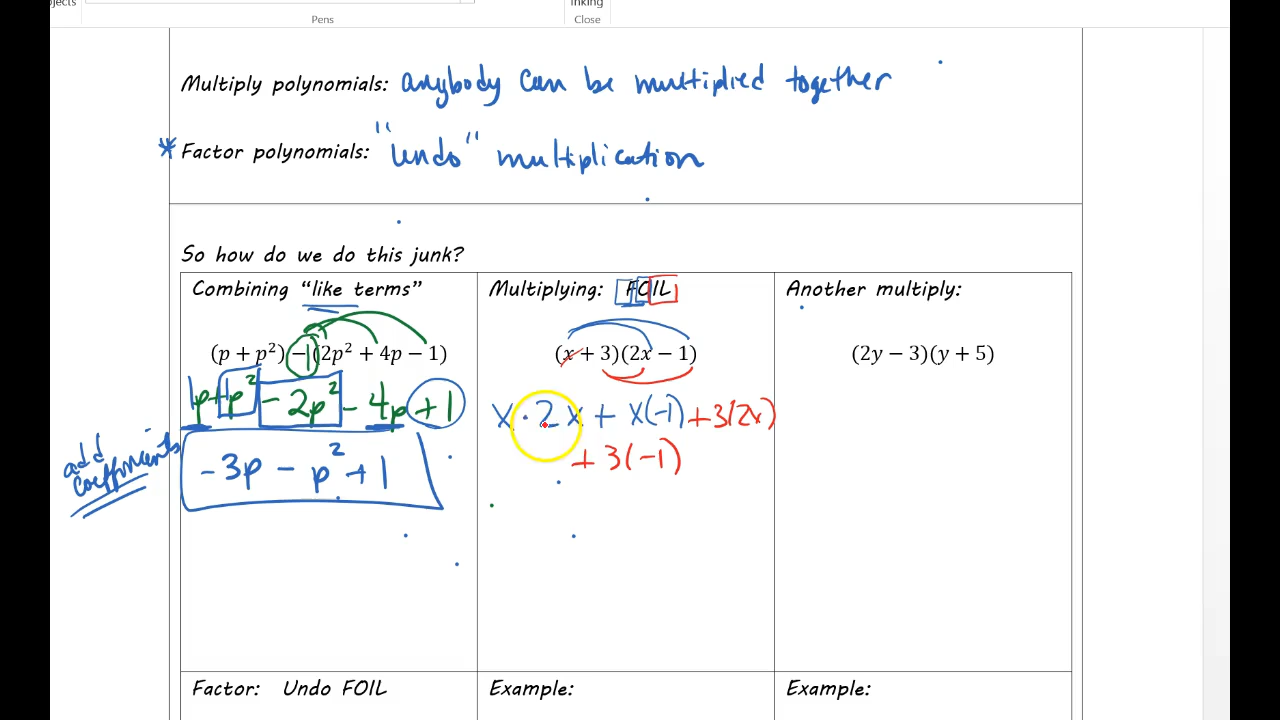 Pens
inking
Close
Multiply polynomials: anybody can be multiplied together
* Factor polynomials: "undo" multiplication
So how do we do this junk?
Combining "like terms"
(p + p²) −1(2p² + 4p − 1)
1p + 1p² − 2p² − 4p + 1
add coefficients
−3p − p² + 1
Multiplying: FOIL
(x + 3)(2x − 1)
x · 2x + x(−1) + 3(2x)
+ 3(−1)
Another multiply:
(2y − 3)(y + 5)
Factor: Undo FOIL
Example:
Example: